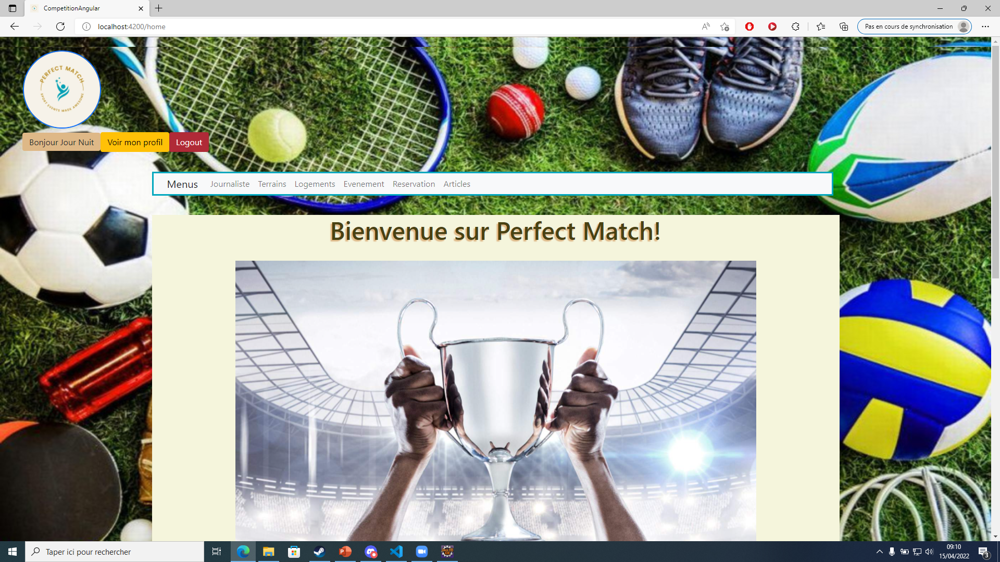 CompetitionAngular
localhost:4200/home
Pas en cours de synchronisation
PERFECT MATCH
SPORT EVENTS MADE AWESOME
Bonjour Jour Nuit
Voir mon profil
Logout
Menus Journaliste Terrains Logements Evenement Reservation Articles
Bienvenue sur Perfect Match!
Taper ici pour rechercher
09:10
15/04/2022
3